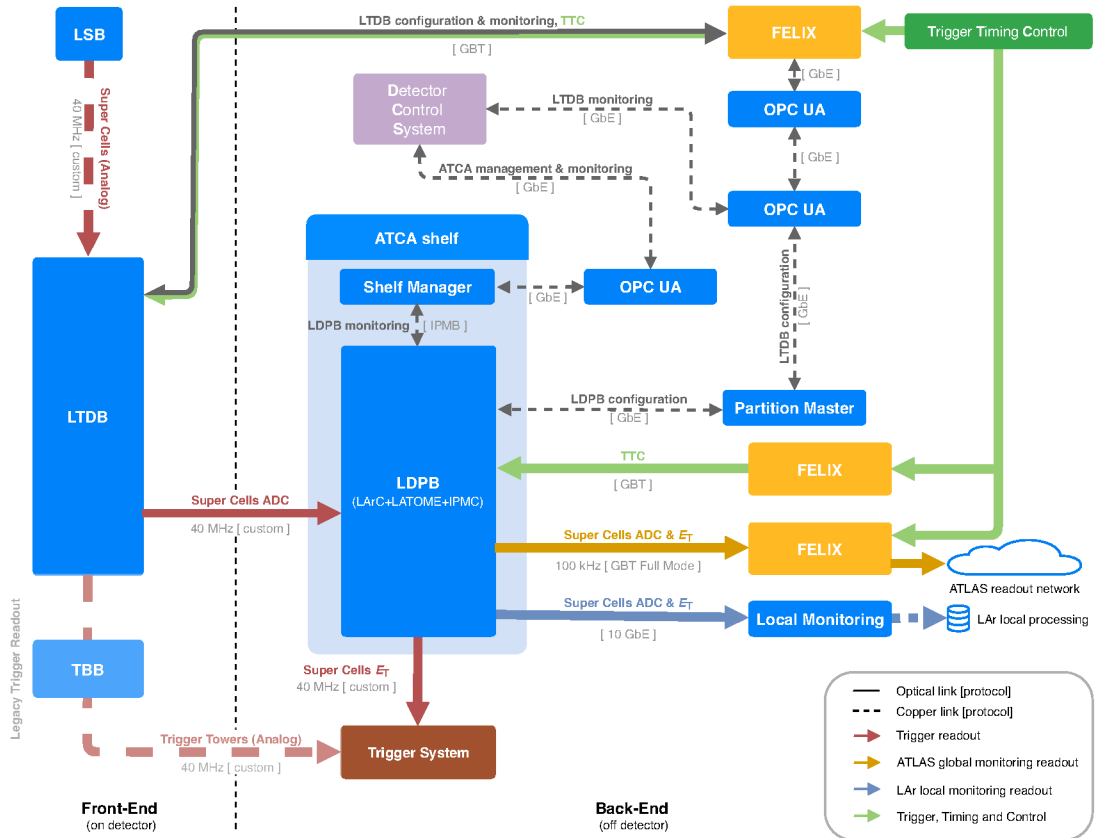 LSB
LTDB configuration & monitoring, TTC
[ GBT ]
FELIX
Trigger Timing Control
Super Cells (Analog)
40 MHz [ custom ]
[ GbE ]
Detector
Control
System
LTDB monitoring
[ GbE ]
OPC UA
[ GbE ]
ATCA management & monitoring
[ GbE ]
OPC UA
ATCA shelf
Shelf Manager
[ GbE ]
OPC UA
LTDB configuration
[ GbE ]
LDPB monitoring
[ IPMB ]
LTDB
LDPB configuration
[ GbE ]
Partition Master
TTC
[ GBT ]
FELIX
LDPB
(LArC+LATOME+IPMC)
Super Cells ADC
40 MHz [ custom ]
Super Cells ADC & ET
100 kHz [ GBT Full Mode ]
FELIX
ATLAS readout network
Super Cells ADC & ET
[ 10 GbE ]
Local Monitoring
LAr local processing
Legacy Trigger Readout
TBB
Super Cells ET
40 MHz [ custom ]
Trigger Towers (Analog)
40 MHz [ custom ]
Trigger System
Optical link [protocol]
Copper link [protocol]
Trigger readout
ATLAS global monitoring readout
LAr local monitoring readout
Trigger, Timing and Control
Front-End
(on detector)
Back-End
(off detector)